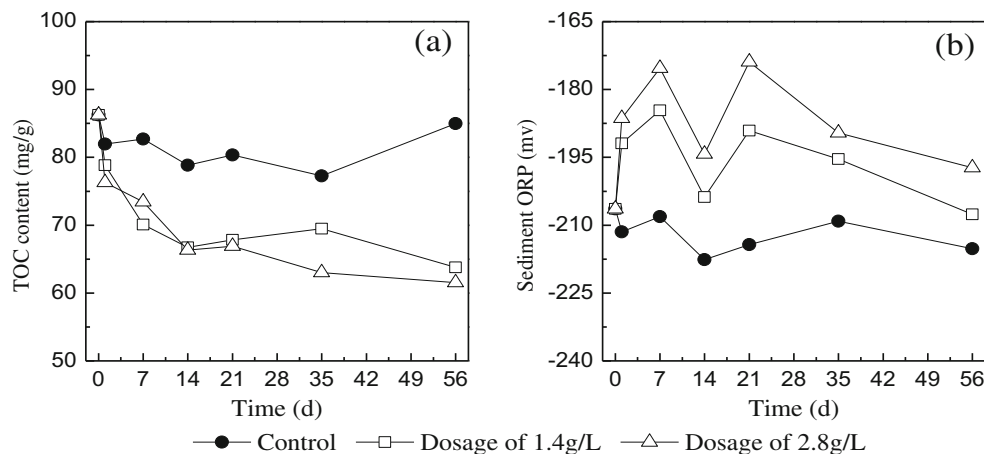 (a)
TOC content (mg/g)
100
90
80
70
60
50
0 7 14 21 28 35 42 49 56
Time (d)
(b)
Sediment ORP (mv)
-165
-180
-195
-210
-225
-240
0 7 14 21 28 35 42 49 56
Time (d)
Control
Dosage of 1.4g/L
Dosage of 2.8g/L